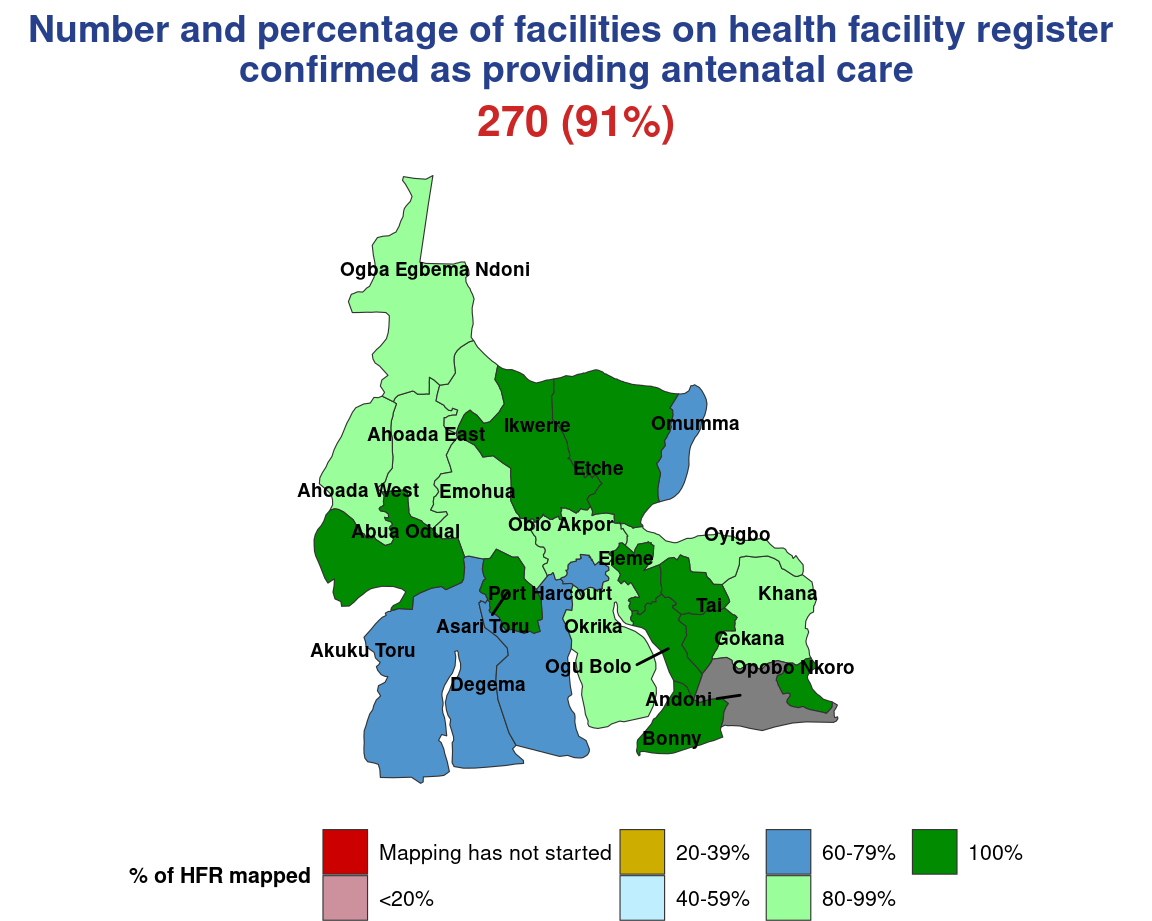 Number and percentage of facilities on health facility register
confirmed as providing antenatal care
270 (91%)
Ogba Egbema Ndoni
Omumma
Ikwerre
Ahoada East
Etche
Ahoada West
Emohua
Obio Akpor
Abua Odual
Oyigbo
Eleme
Port Harcourt
Khana
Tai
Asari Toru
Okrika
Gokana
Akuku Toru
Ogu Bolo
Opobo Nkoro
Degema
Andoni
Bonny
% of HFR mapped
Mapping has not started
<20%
20-39%
40-59%
60-79%
80-99%
100%